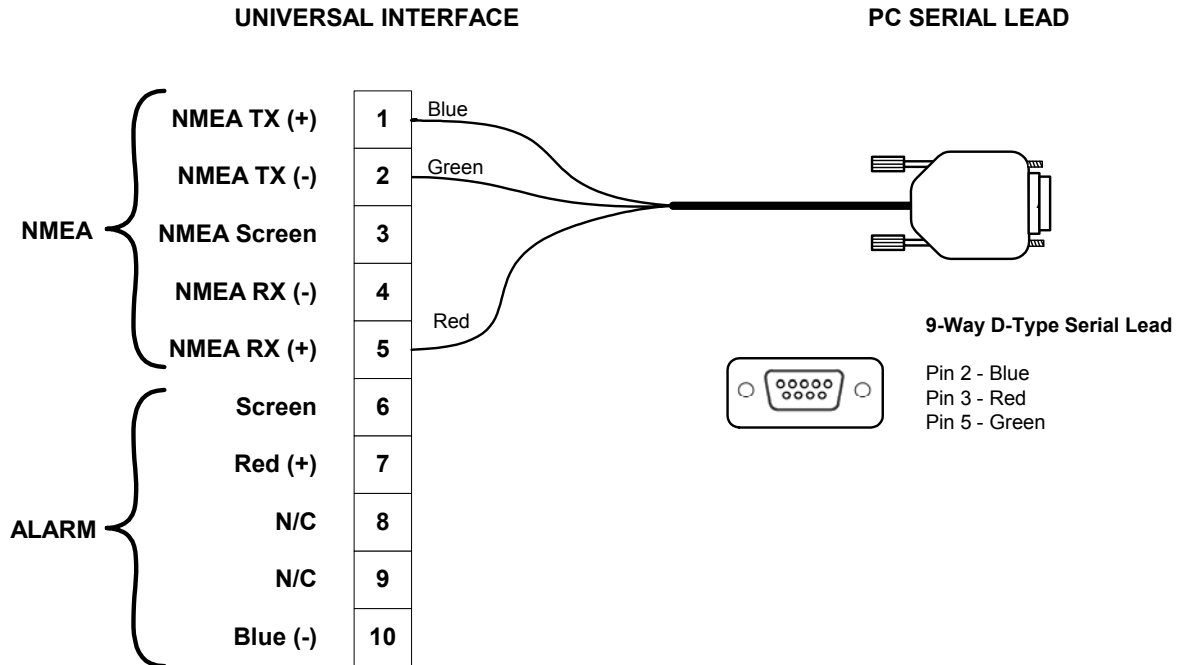 UNIVERSAL INTERFACE
PC SERIAL LEAD
NMEA
NMEA TX (+) 1 Blue
NMEA TX (-) 2 Green
NMEA Screen 3
NMEA RX (-) 4
NMEA RX (+) 5 Red
ALARM
Screen 6
Red (+) 7
N/C 8
N/C 9
Blue (-) 10
9-Way D-Type Serial Lead
Pin 2 - Blue
Pin 3 - Red
Pin 5 - Green